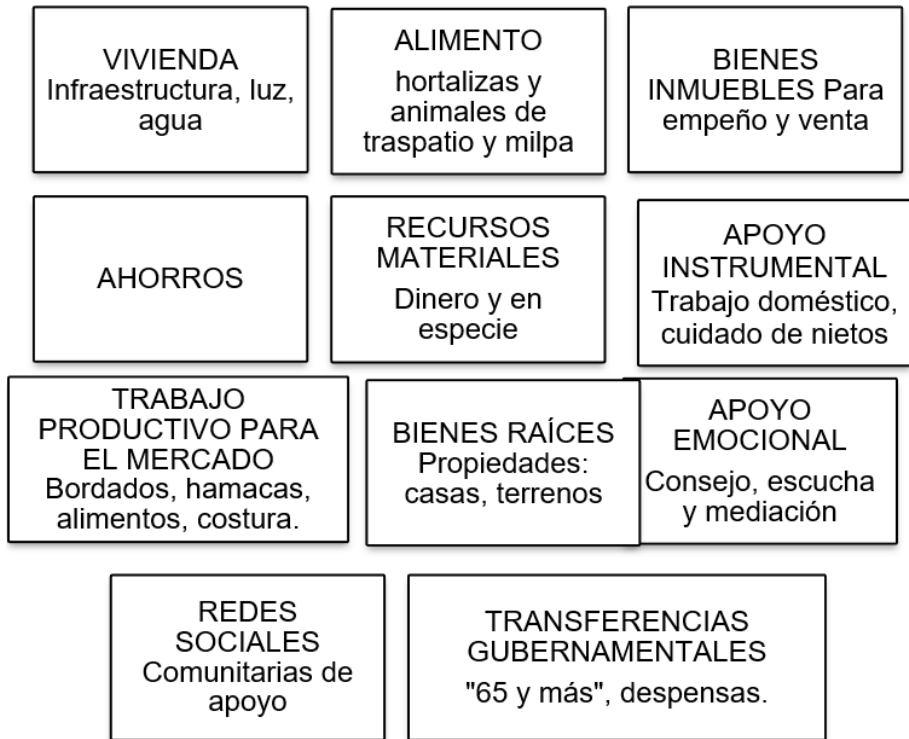 VIVIENDA
Infraestructura, luz,
agua
ALIMENTO
hortalizas y
animales de
traspatio y milpa
BIENES
INMUEBLES Para
empeño y venta
AHORROS
RECURSOS
MATERIALES
Dinero y en
especie
APOYO
INSTRUMENTAL
Trabajo doméstico,
cuidado de nietos
TRABAJO
PRODUCTIVO PARA
EL MERCADO
Bordados, hamacas,
alimentos, costura.
BIENES RAÍCES
Propiedades:
casas, terrenos
APOYO
EMOCIONAL
Consejo, escucha
y mediación
REDES
SOCIALES
Comunitarias de
apoyo
TRANSFERENCIAS
GUBERNAMENTALES
"65 y más", despensas.